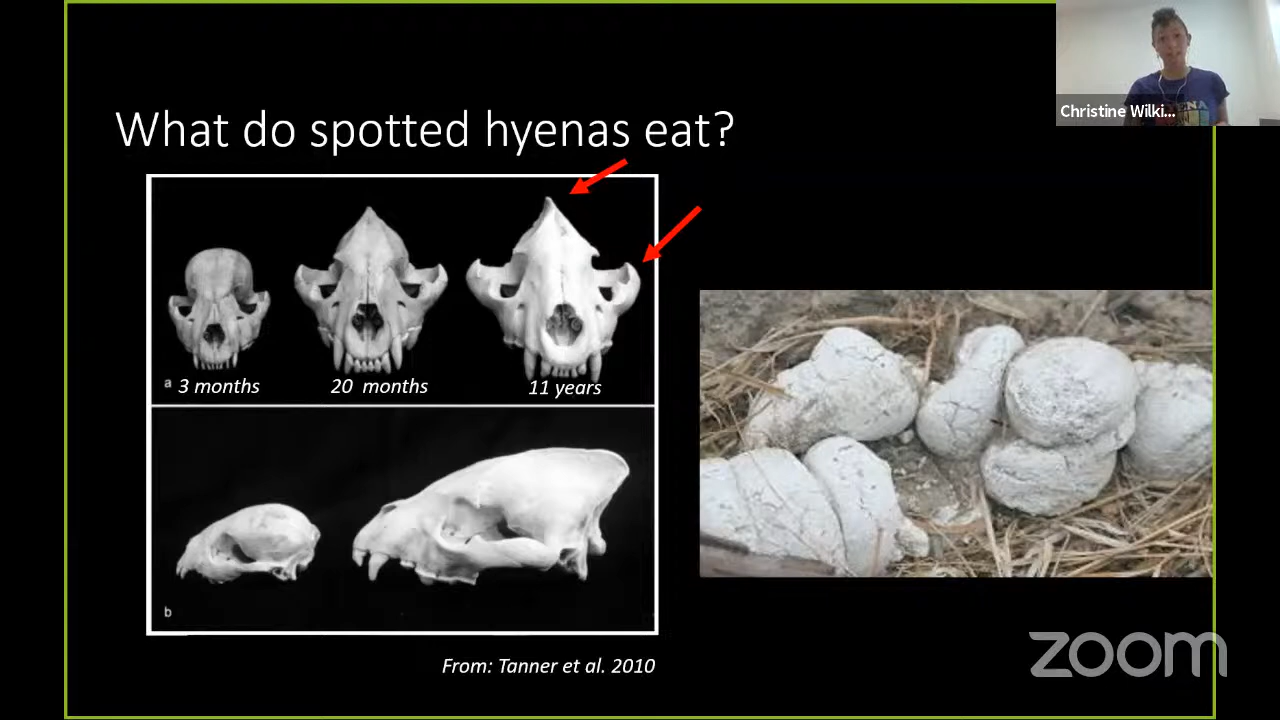 Christine Wilki...
What do spotted hyenas eat?
a 3 months 20 months 11 years
b
From: Tanner et al. 2010
zoom